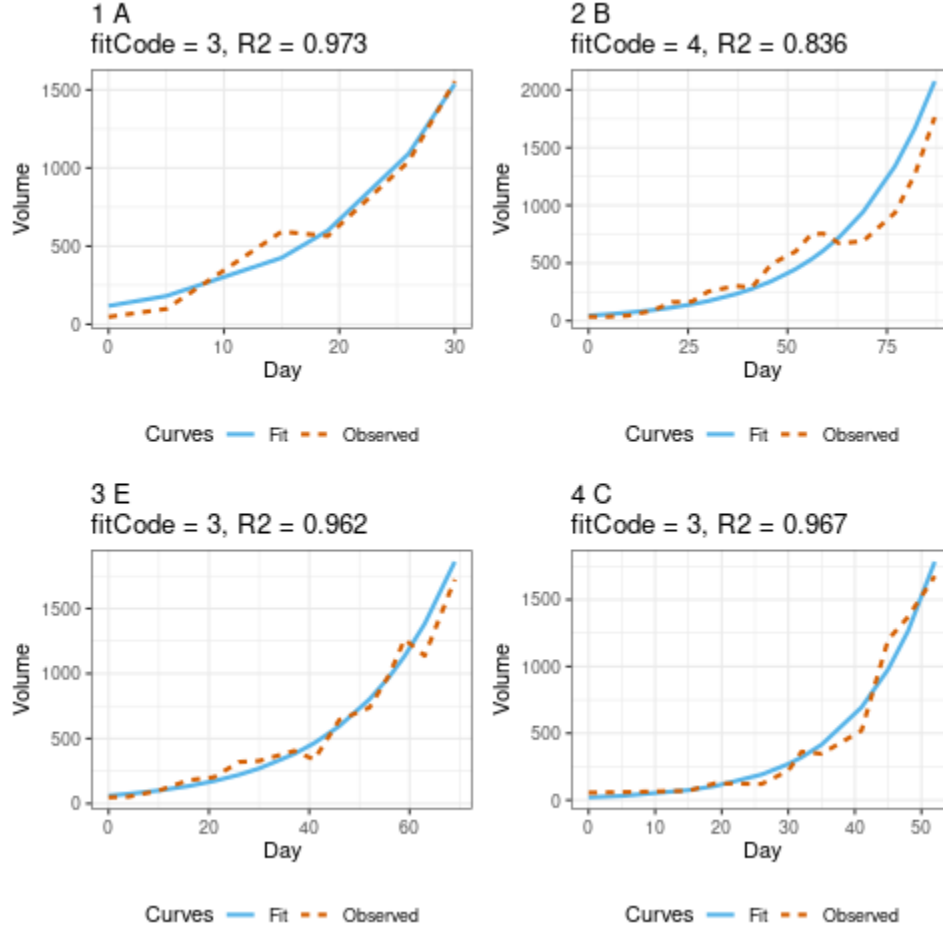 1 A
fitCode = 3, R2 = 0.973
Volume
1500
1000
500
0
0 10 20 30
Day
Curves Fit Observed
2 B
fitCode = 4, R2 = 0.836
Volume
2000
1500
1000
500
0
0 25 50 75
Day
Curves Fit Observed
3 E
fitCode = 3, R2 = 0.962
Volume
1500
1000
500
0
0 20 40 60
Day
Curves Fit Observed
4 C
fitCode = 3, R2 = 0.967
Volume
1500
1000
500
0
0 10 20 30 40 50
Day
Curves Fit Observed